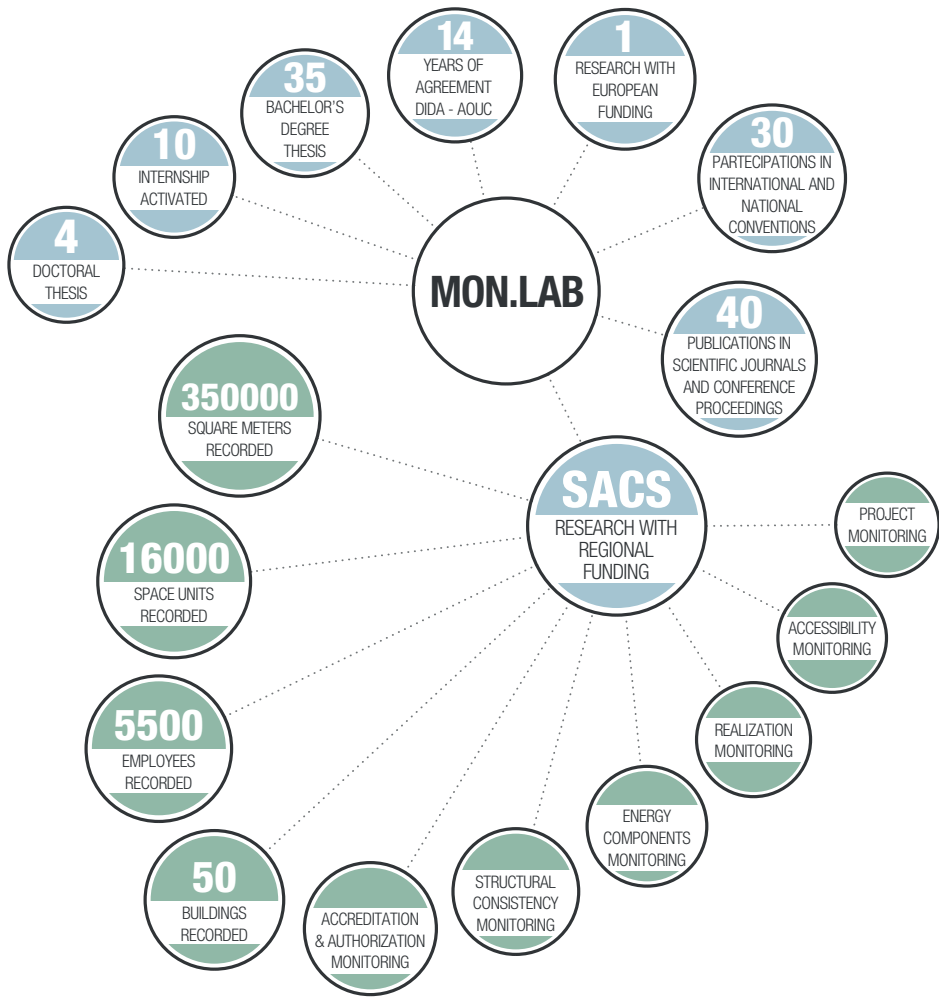 14
YEARS OF
AGREEMENT
DIDA - AOUC
1
RESEARCH WITH
EUROPEAN
FUNDING
35
BACHELOR'S
DEGREE
THESIS
30
PARTECIPATIONS IN
INTERNATIONAL AND
NATIONAL
CONVENTIONS
10
INTERNSHIP
ACTIVATED
4
DOCTORAL
THESIS
MON.LAB
40
PUBLICATIONS IN
SCIENTIFIC JOURNALS
AND CONFERENCE
PROCEEDINGS
350000
SQUARE METERS
RECORDED
SACS
RESEARCH WITH
REGIONAL
FUNDING
PROJECT
MONITORING
16000
SPACE UNITS
RECORDED
ACCESSIBILITY
MONITORING
5500
EMPLOYEES
RECORDED
REALIZATION
MONITORING
ENERGY
COMPONENTS
MONITORING
50
BUILDINGS
RECORDED
STRUCTURAL
CONSISTENCY
MONITORING
ACCREDITATION
& AUTHORIZATION
MONITORING